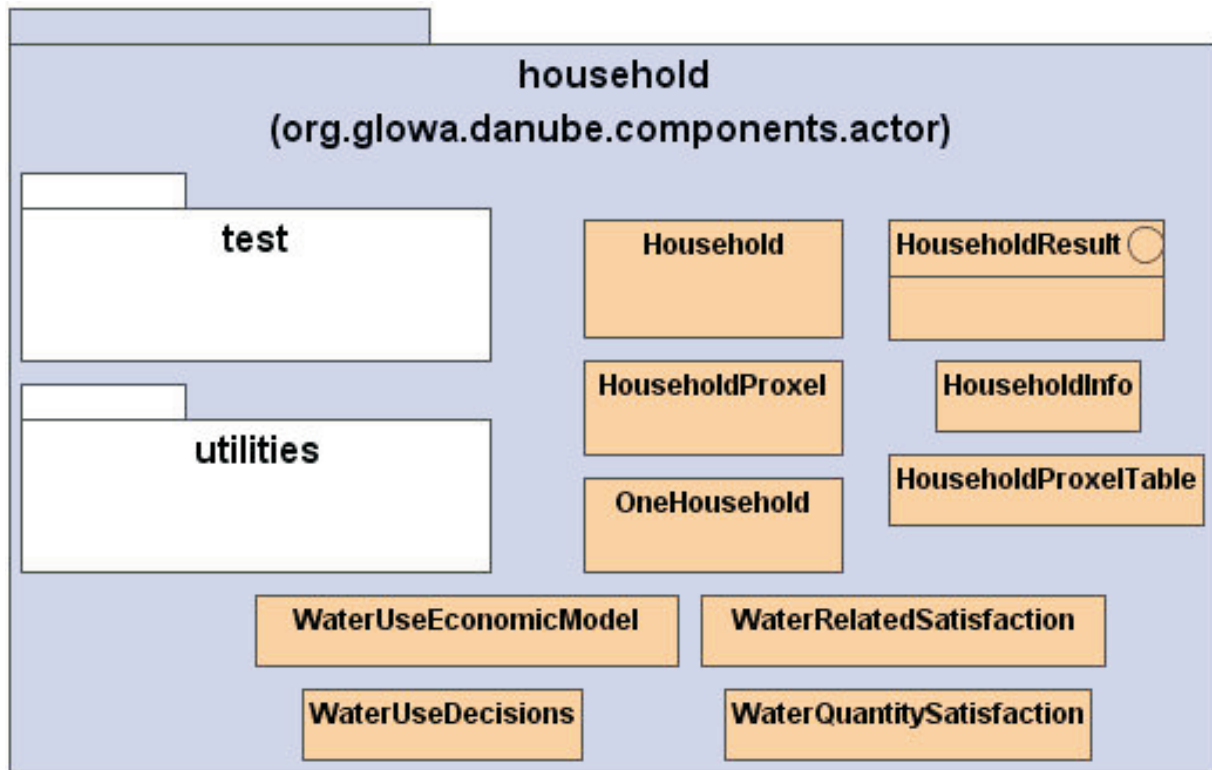 household
(org.glowa.danube.components.actor)
test
Household
HouseholdResult
HouseholdProxel
HouseholdInfo
utilities
HouseholdProxelTable
OneHousehold
WaterUseEconomicModel
WaterRelatedSatisfaction
WaterUseDecisions
WaterQuantitySatisfaction